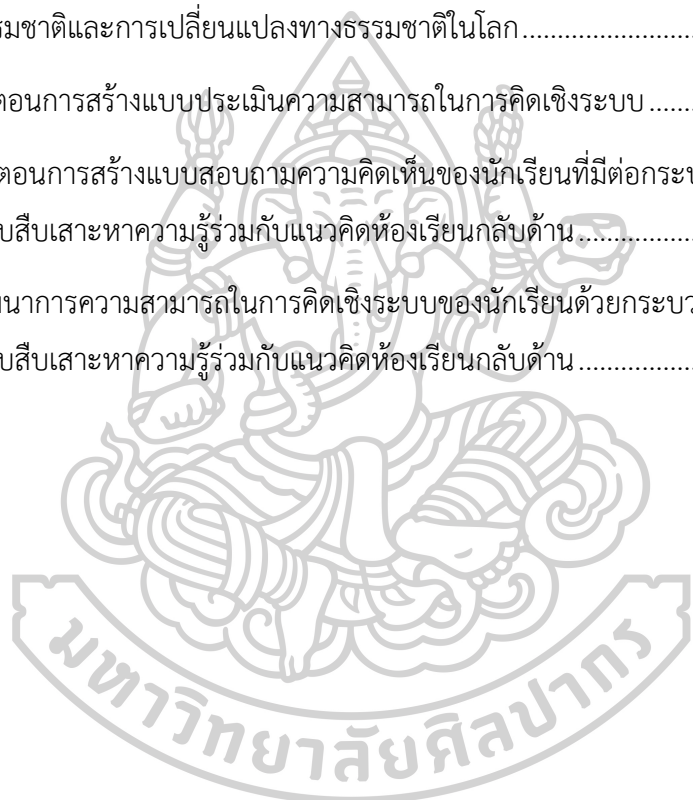 รมชาติและการเปลี่ยนแปลงทางธรรมชาติในโลก.......................
ตอนการสร้างแบบประเมินความสามารถในการคิดเชิงระบบ......
ตอนการสร้างแบบสอบถามความคิดเห็นของนักเรียนที่มีต่อกระบ
บสืบเสาะหาความรู้ร่วมกับแนวคิดห้องเรียนกลับด้าน................
นาการความสามารถในการคิดเชิงระบบของนักเรียนด้วยกระบว
บสืบเสาะหาความรู้ร่วมกับแนวคิดห้องเรียนกลับด้าน................
มหาวิทยาลัยศิลปากร